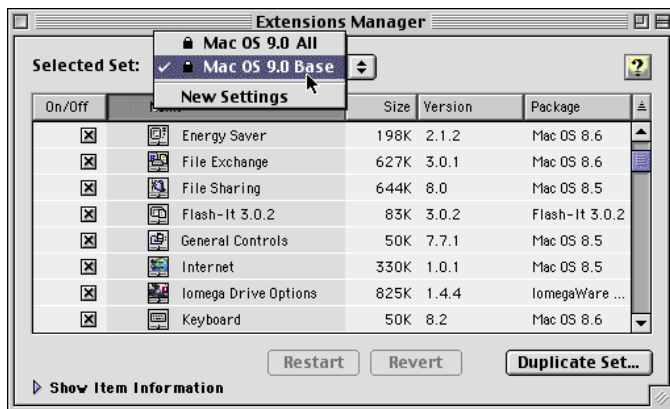 Extensions Manager
Mac OS 9.0 All
Selected Set: ✓ Mac OS 9.0 Base
New Settings
On/Off Size Version Package
Energy Saver 198K 2.1.2 Mac OS 8.6
File Exchange 627K 3.0.1 Mac OS 8.6
File Sharing 644K 8.0 Mac OS 8.5
Flash-It 3.0.2 83K 3.0.2 Flash-It 3.0.2
General Controls 50K 7.7.1 Mac OS 8.5
Internet 330K 1.0.1 Mac OS 8.5
Iomega Drive Options 825K 1.4.4 IomegaWare ...
Keyboard 50K 8.2 Mac OS 8.6
Restart Revert Duplicate Set...
Show Item Information